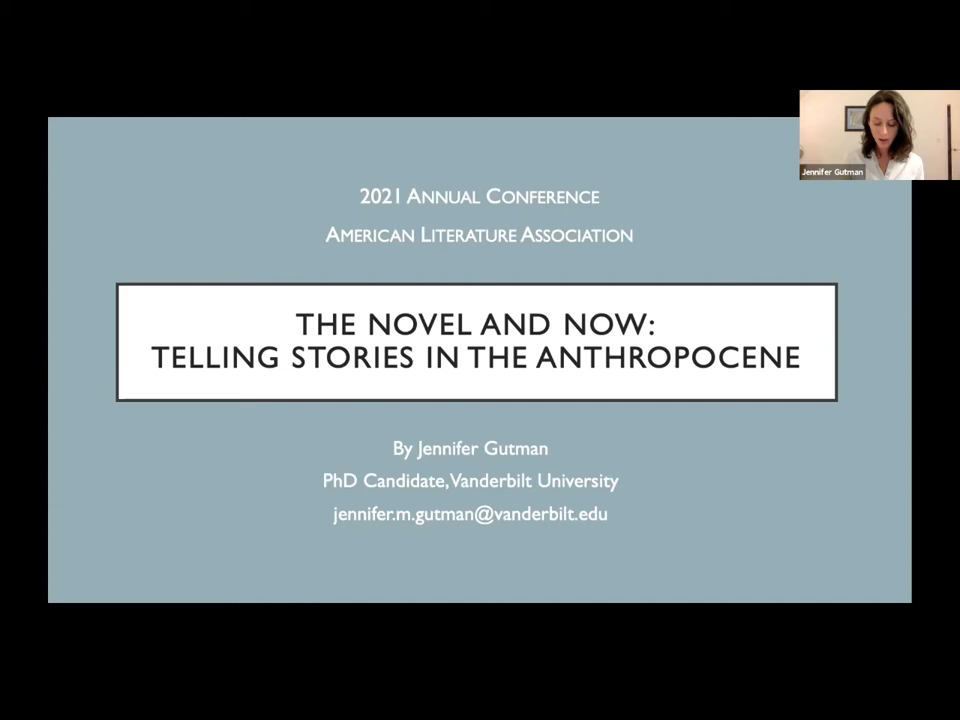 2021 ANNUAL CONFERENCE
AMERICAN LITERATURE ASSOCIATION
THE NOVEL AND NOW:
TELLING STORIES IN THE ANTHROPOCENE
By Jennifer Gutman
PhD Candidate, Vanderbilt University
jennifer.m.gutman@vanderbilt.edu
Jennifer Gutman